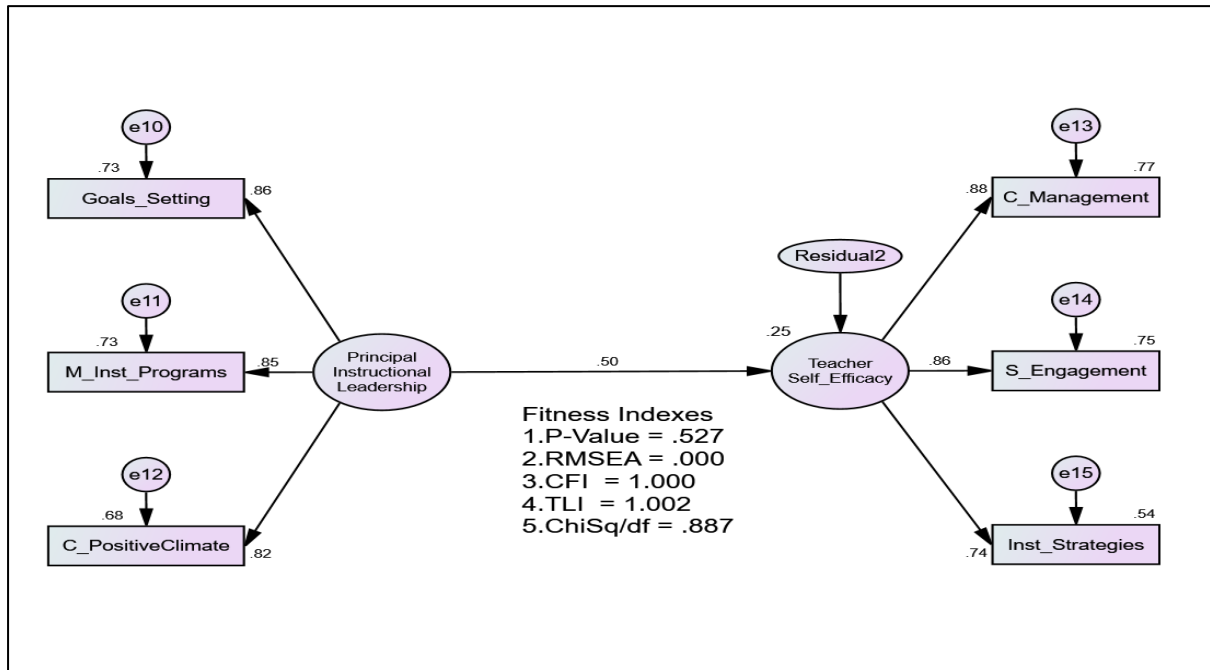 e10
.73
Goals_Setting
.86
e11
.73
M_Inst_Programs
.85
e12
.68
C_PositiveClimate
.82
Principal
Instructional
Leadership
.50
Fitness Indexes
1.P-Value = .527
2.RMSEA = .000
3.CFI = 1.000
4.TLI = 1.002
5.ChiSq/df = .887
Residual2
.25
Teacher
Self_Efficacy
e13
.77
.88
C_Management
e14
.75
.86
S_Engagement
e15
.54
.74
Inst_Strategies